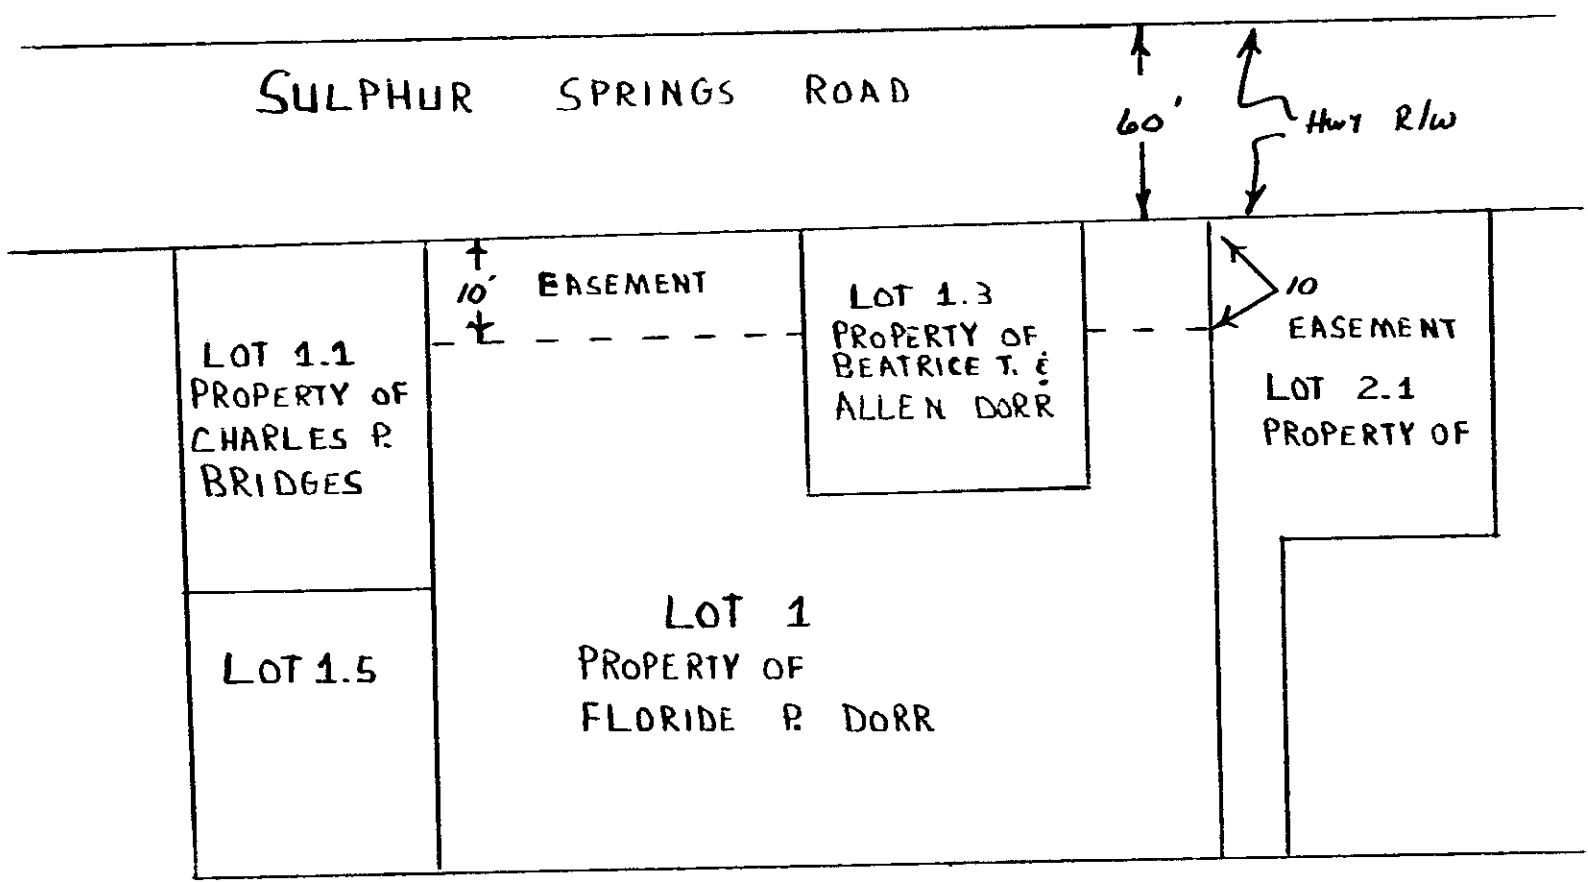 SULPHUR SPRINGS ROAD
60'
Hwy R/W
10'
EASEMENT
LOT 1.1
PROPERTY OF
CHARLES P.
BRIDGES
LOT 1.3
PROPERTY OF
BEATRICE T. &
ALLEN DORR
10
EASEMENT
LOT 2.1
PROPERTY OF
LOT 1
PROPERTY OF
FLORIDE P. DORR
LOT 1.5